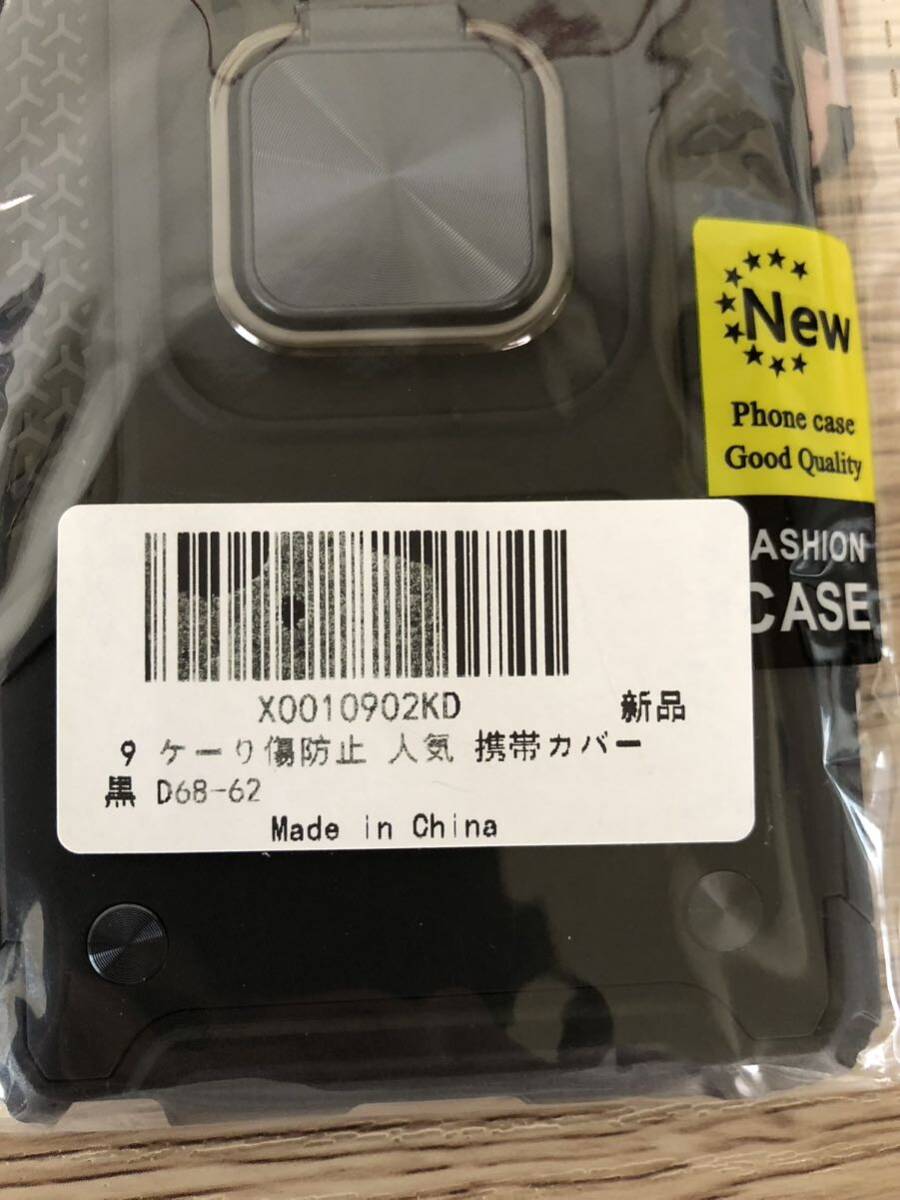 New
Phone case
Good Quality
ASHION
CASE
X0010902KD 新品
9 ケーり傷防止 人気 携帯カバー
黒 D68-62
Made in China